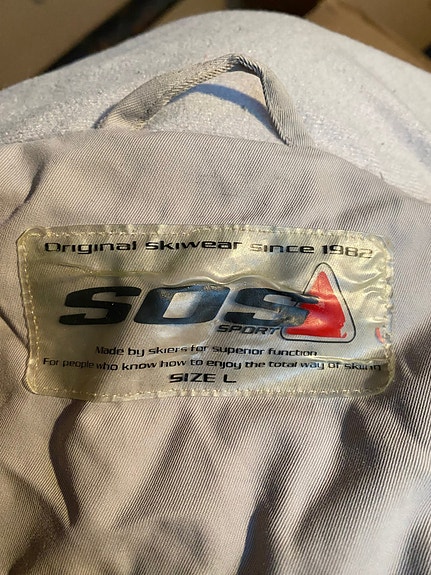 Original skiwear since 1982
SOS
SPORT
Made by skiers for superior function
For people who know how to enjoy the total way of skiing
SIZE L